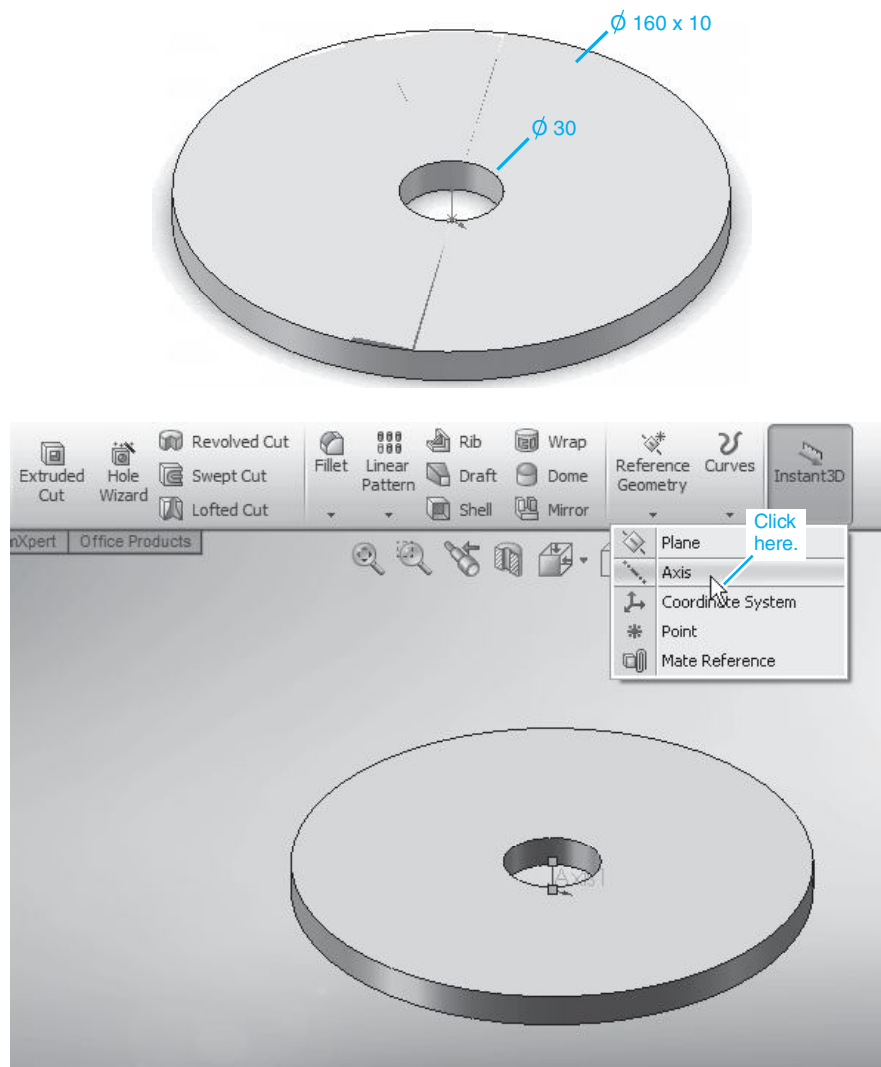 Ø 160 x 10
Ø 30
Extruded Cut
Hole Wizard
Revolved Cut
Swept Cut
Lofted Cut
Fillet
Linear Pattern
Rib
Draft
Shell
Wrap
Dome
Mirror
Reference Geometry
Curves
Instant3D
Click
here.
nXpert
Office Products
Plane
Axis
Coordinate System
Point
Mate Reference
Axis1